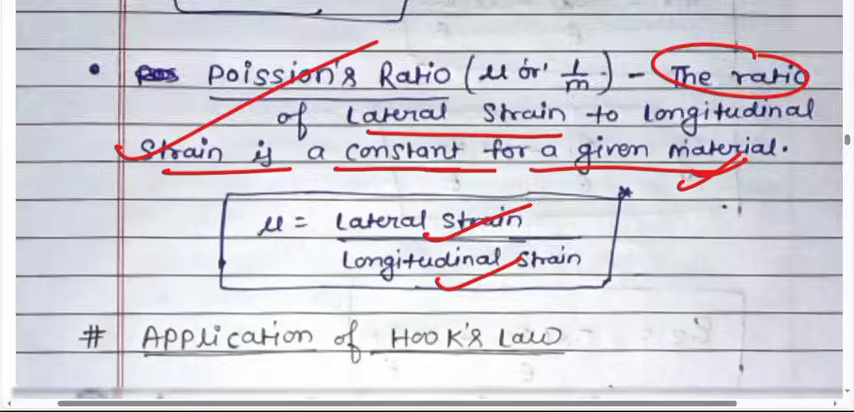 • Poission's Ratio (μ 'or' 1/m) - The ratio
of Lateral Strain to Longitudinal
Strain is a constant for a given material.
μ = Lateral Strain
Longitudinal Strain
# Application of Hook's Law